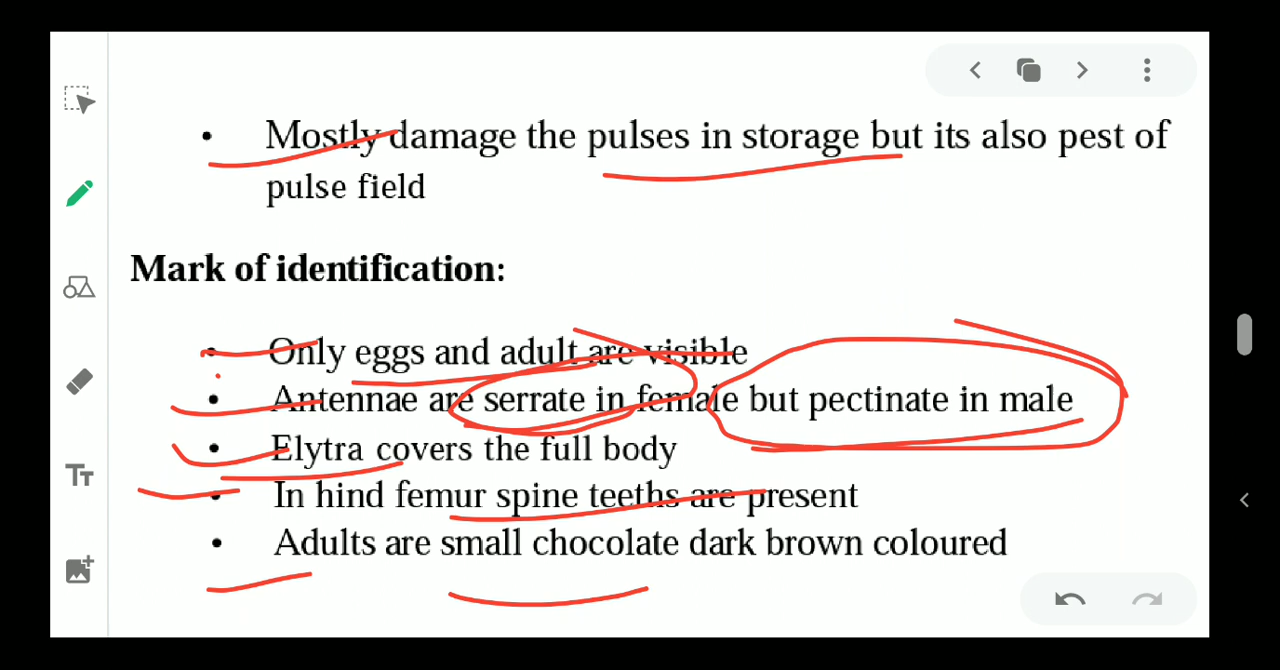 • Mostly damage the pulses in storage but its also pest of
pulse field
Mark of identification:
• Only eggs and adult are visible
• Antennae are serrate in female but pectinate in male
• Elytra covers the full body
• In hind femur spine teeths are present
• Adults are small chocolate dark brown coloured
TT